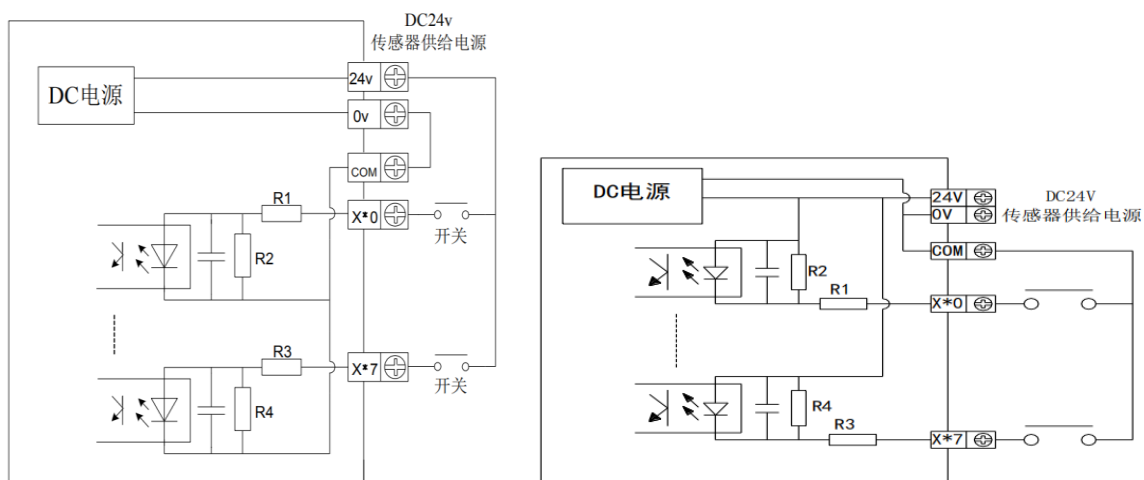 DC24v
传感器供给电源
DC电源
24v
0v
COM
R1
X*0
开关
R2
R3
X*7
开关
R4
DC电源
24V
0V
DC24V
传感器供给电源
COM
R2
R1
X*0
R4
R3
X*7